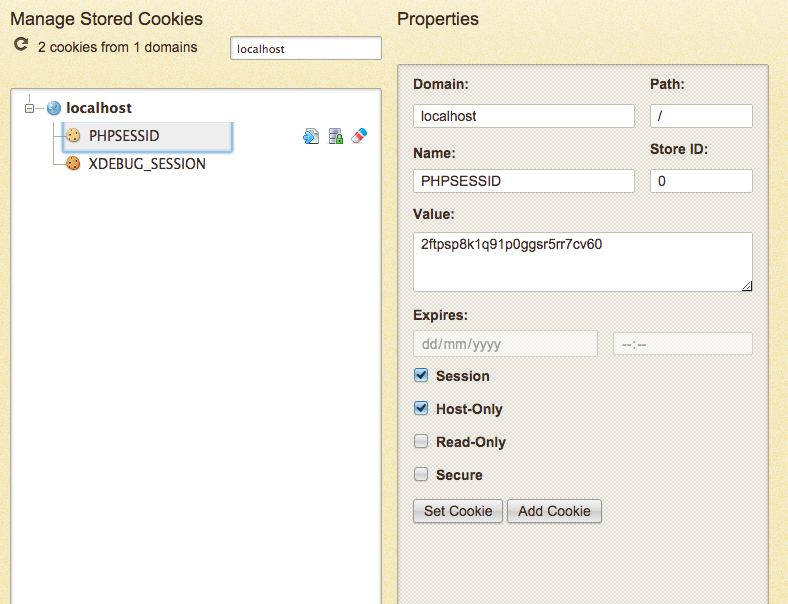 Manage Stored Cookies
2 cookies from 1 domains
localhost
localhost
PHPSESSID
XDEBUG_SESSION
Properties
Domain:
Path:
localhost
/
Name:
Store ID:
PHPSESSID
0
Value:
2ftpsp8k1q91p0ggsr5rr7cv60
Expires:
dd/mm/yyyy
--:--
Session
Host-Only
Read-Only
Secure
Set Cookie
Add Cookie